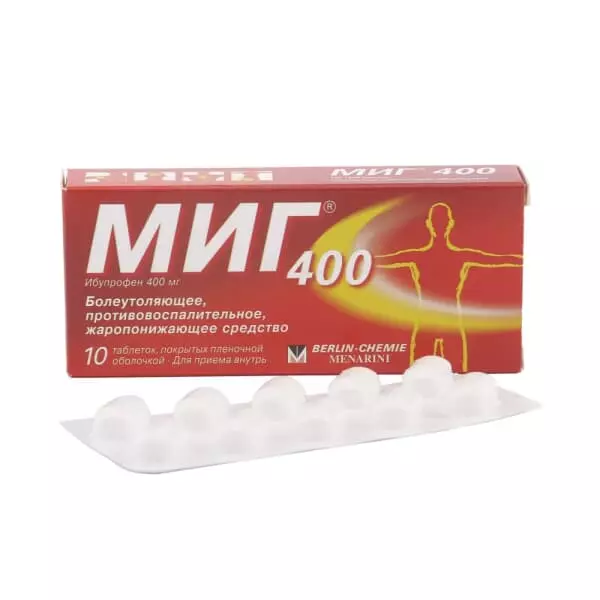 МИГ 400
МИГ® 400
Ибупрофен 400 мг
Болеутоляющее,
противовоспалительное,
жаропонижающее средство
10 таблеток, покрытых пленочной
оболочкой · Для приема внутрь
BERLIN-CHEMIE
MENARINI